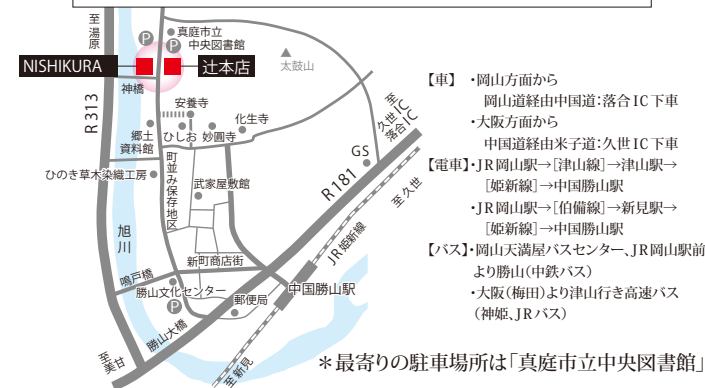 至湯原
P
真庭市立
中央図書館
P
NISHIKURA
辻本店
太鼓山
神橋
R313
安養寺
化生寺
至久世IC
落合IC
郷土
資料館
ひしお
妙圓寺
GS
ひのき草木染織工房
町並み保存地区
武家屋敷館
R181
至久世
旭川
JR姫新線
新町商店街
鳴戸橋
勝山文化センター
P
郵便局
中国勝山駅
勝山大橋
至美甘
至新見
【車】・岡山方面から
岡山道経由中国道：落合IC下車
・大阪方面から
中国道経由米子道：久世IC下車
【電車】・JR岡山駅→［津山線］→津山駅→
［姫新線］→中国勝山駅
・JR岡山駅→［伯備線］→新見駅→
［姫新線］→中国勝山駅
【バス】・岡山天満屋バスセンター、JR岡山駅前
より勝山（中鉄バス）
・大阪（梅田）より津山行き高速バス
（神姫、JRバス）
＊最寄りの駐車場所は「真庭市立中央図書館」